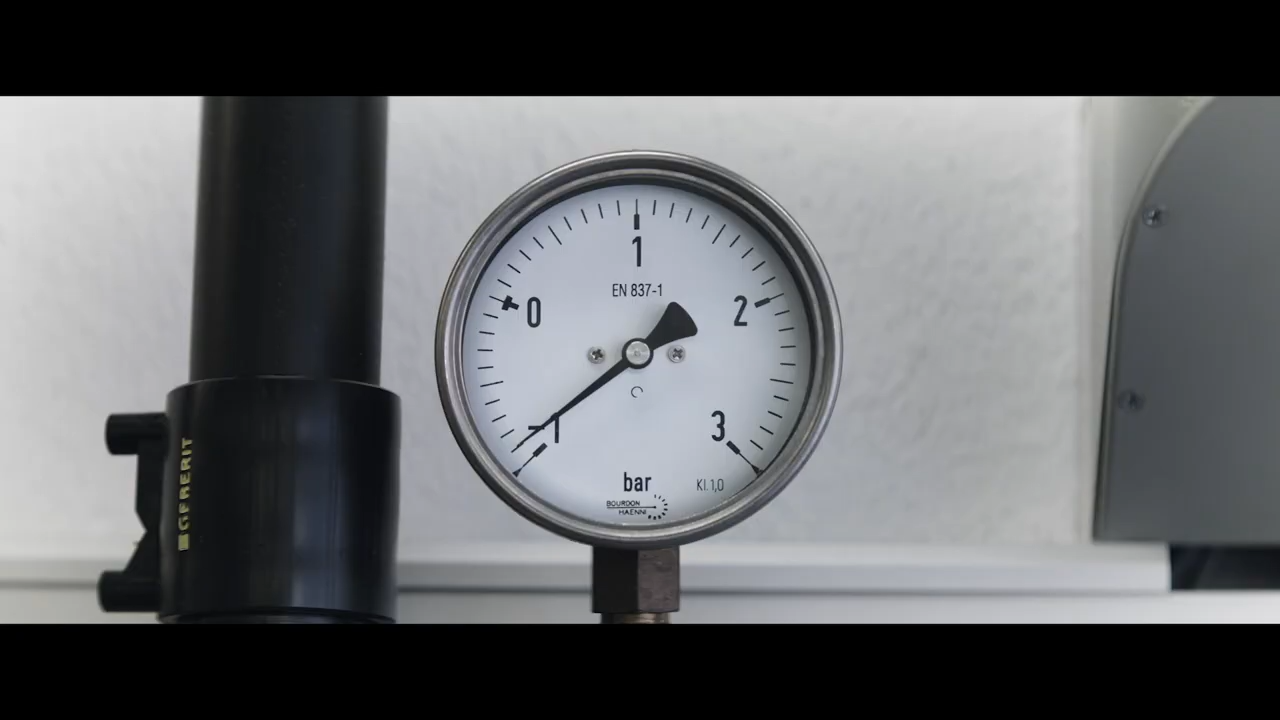 1
EN 837-1
0
2
-1
3
bar
Kl.1,0
BOURDON
HAENNI
GEBERIT